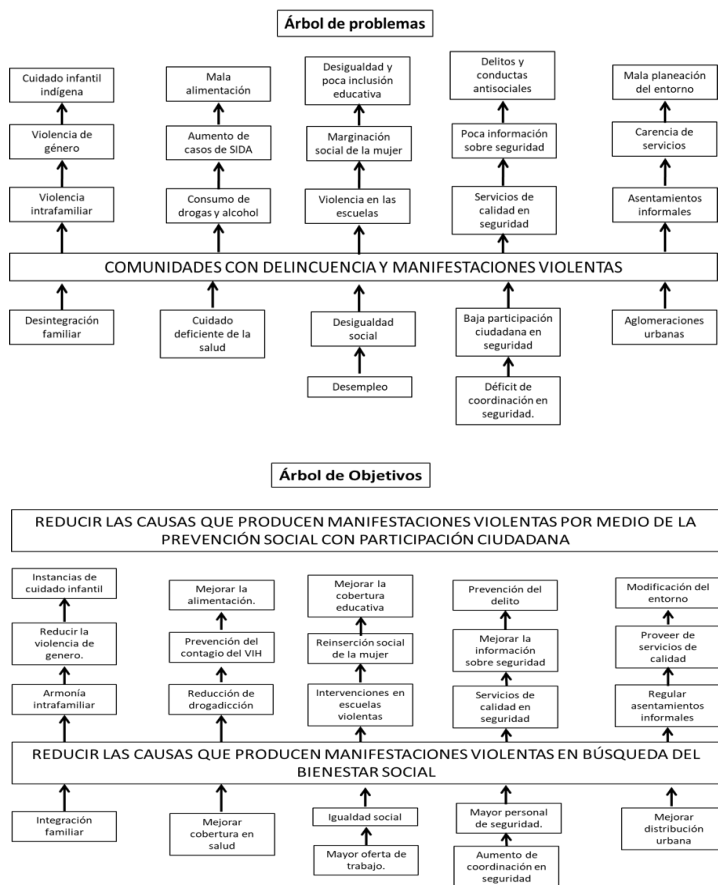 Árbol de problemas
Cuidado infantil
indígena
Mala
alimentación
Desigualdad y
poca inclusión
educativa
Delitos y
conductas
antisociales
Mala planeación
del entorno
Violencia de
género
Aumento de
casos de SIDA
Marginación
social de la mujer
Poca información
sobre seguridad
Carencia de
servicios
Violencia
intrafamiliar
Consumo de
drogas y alcohol
Violencia en las
escuelas
Servicios de
calidad en
seguridad
Asentamientos
informales
COMUNIDADES CON DELINCUENCIA Y MANIFESTACIONES VIOLENTAS
Desintegración
familiar
Cuidado
deficiente de la
salud
Desigualdad
social
Baja participación
ciudadana en
seguridad
Aglomeraciones
urbanas
Desempleo
Déficit de
coordinación en
seguridad.
Árbol de Objetivos
REDUCIR LAS CAUSAS QUE PRODUCEN MANIFESTACIONES VIOLENTAS POR MEDIO DE LA
PREVENCIÓN SOCIAL CON PARTICIPACIÓN CIUDADANA
Instancias de
cuidado infantil
Mejorar la
alimentación.
Mejorar la
cobertura
educativa
Prevención del
delito
Modificación del
entorno
Reducir la
violencia de
genero.
Prevención del
contagio del VIH
Reinserción social
de la mujer
Mejorar la
información
sobre seguridad
Proveer de
servicios de
calidad
Armonía
intrafamiliar
Reducción de
drogadicción
Intervenciones en
escuelas
violentas
Servicios de
calidad en
seguridad
Regular
asentamientos
informales
REDUCIR LAS CAUSAS QUE PRODUCEN MANIFESTACIONES VIOLENTAS EN BÚSQUEDA DEL
BIENESTAR SOCIAL
Integración
familiar
Mejorar
cobertura en
salud
Igualdad social
Mayor personal
de seguridad.
Mejorar
distribución
urbana
Mayor oferta de
trabajo.
Aumento de
coordinación en
seguridad